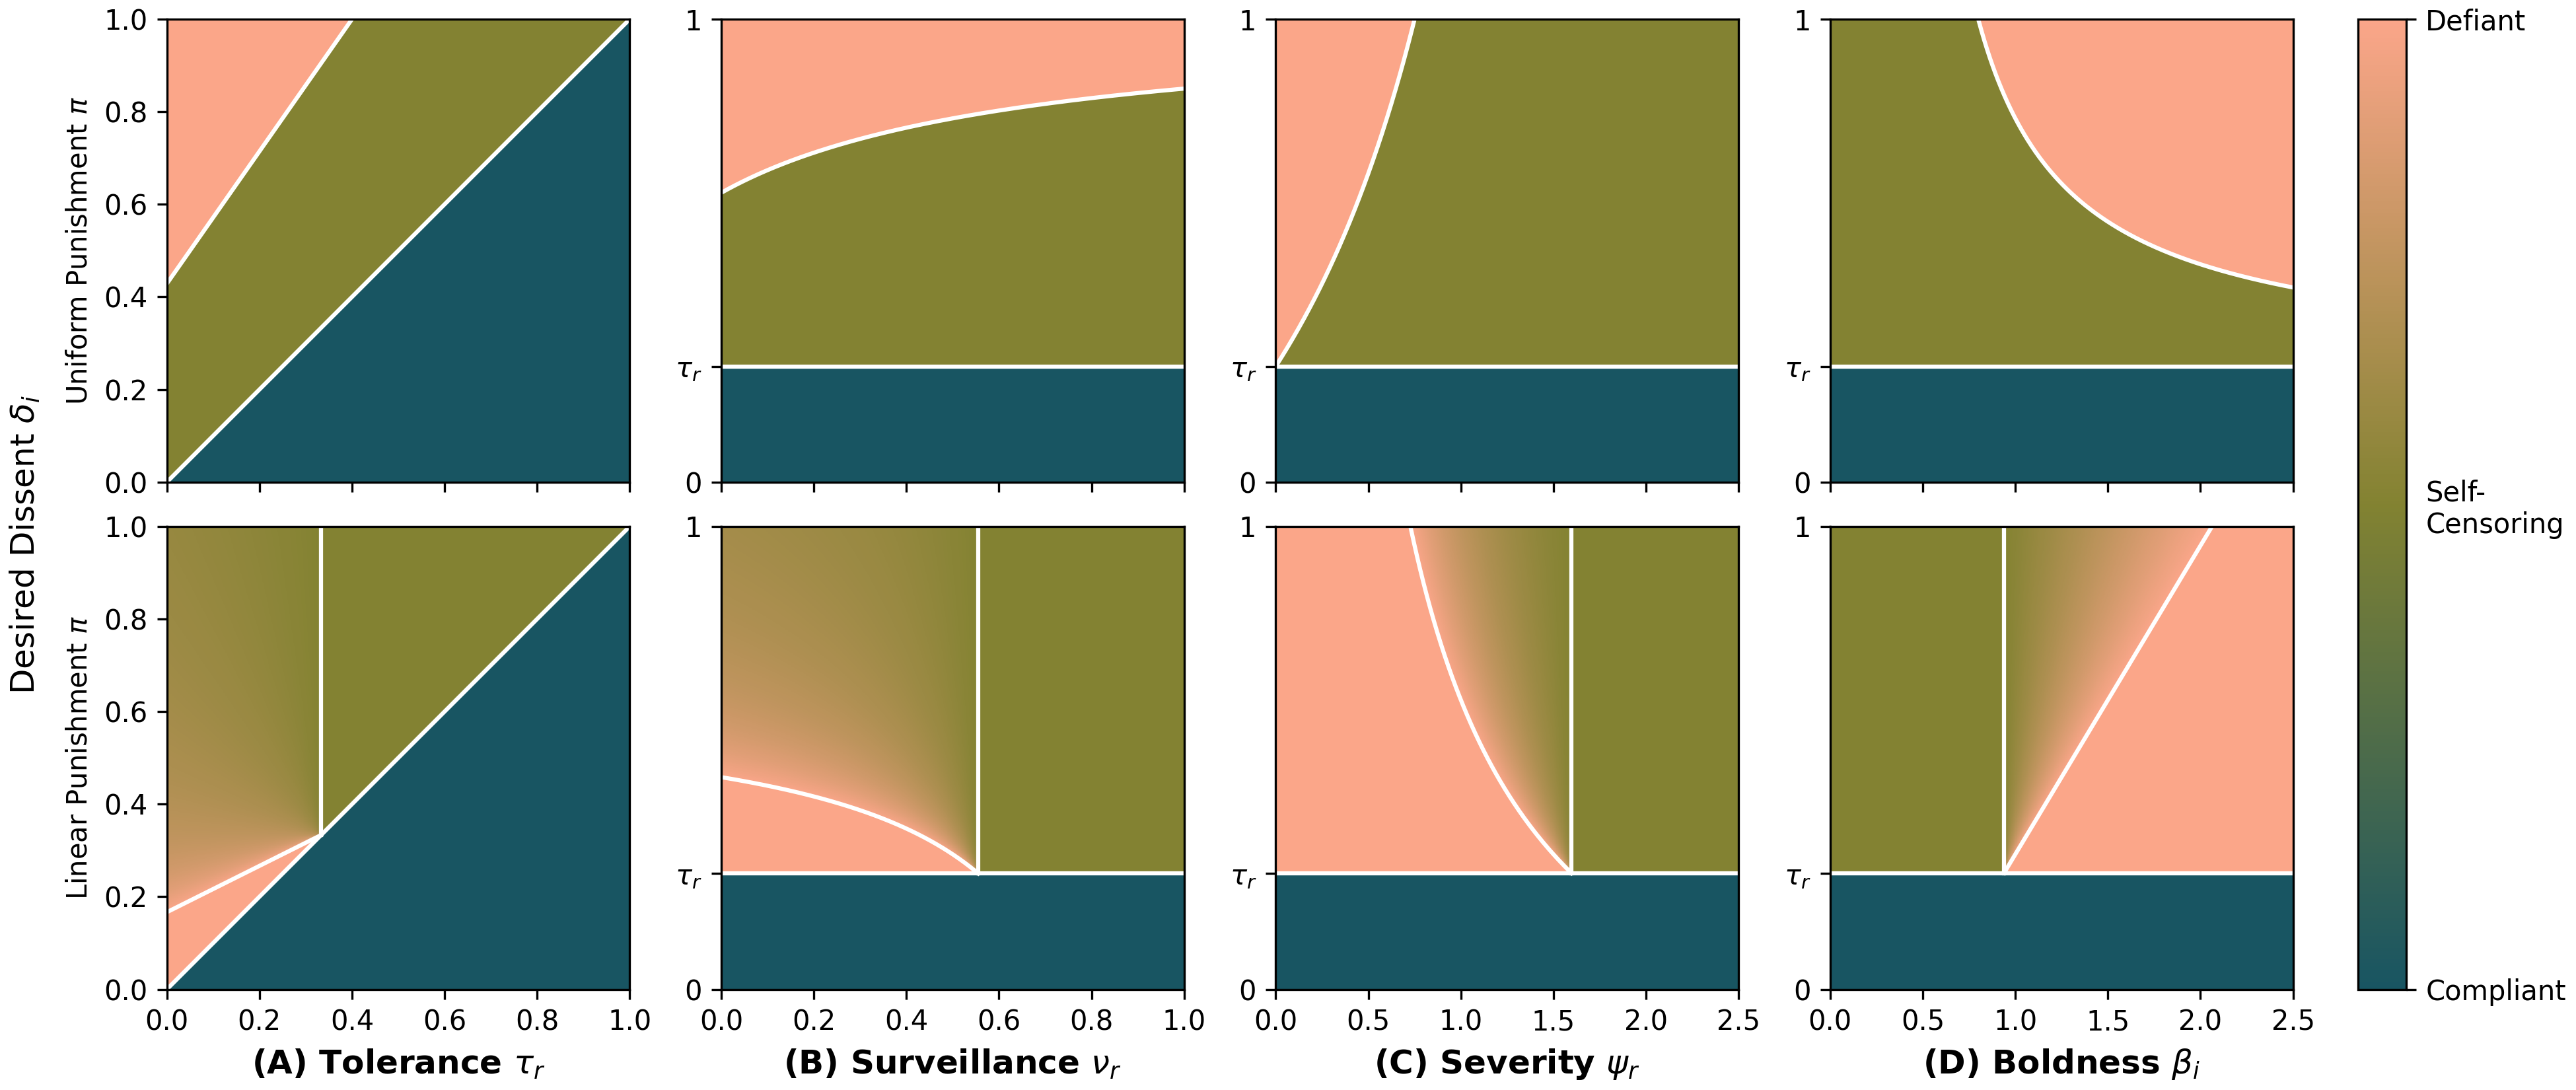 Desired Dissent δi
Uniform Punishment π
1.0
0.8
0.6
0.4
0.2
0.0
1
τr
0
1
τr
0
1
τr
0
Linear Punishment π
1.0
0.8
0.6
0.4
0.2
0.0
1
τr
0
1
τr
0
1
τr
0
0.0 0.2 0.4 0.6 0.8 1.0
0.0 0.2 0.4 0.6 0.8 1.0
0.0 0.5 1.0 1.5 2.0 2.5
0.0 0.5 1.0 1.5 2.0 2.5
(A) Tolerance τr
(B) Surveillance νr
(C) Severity ψr
(D) Boldness βi
Defiant
Self-
Censoring
Compliant